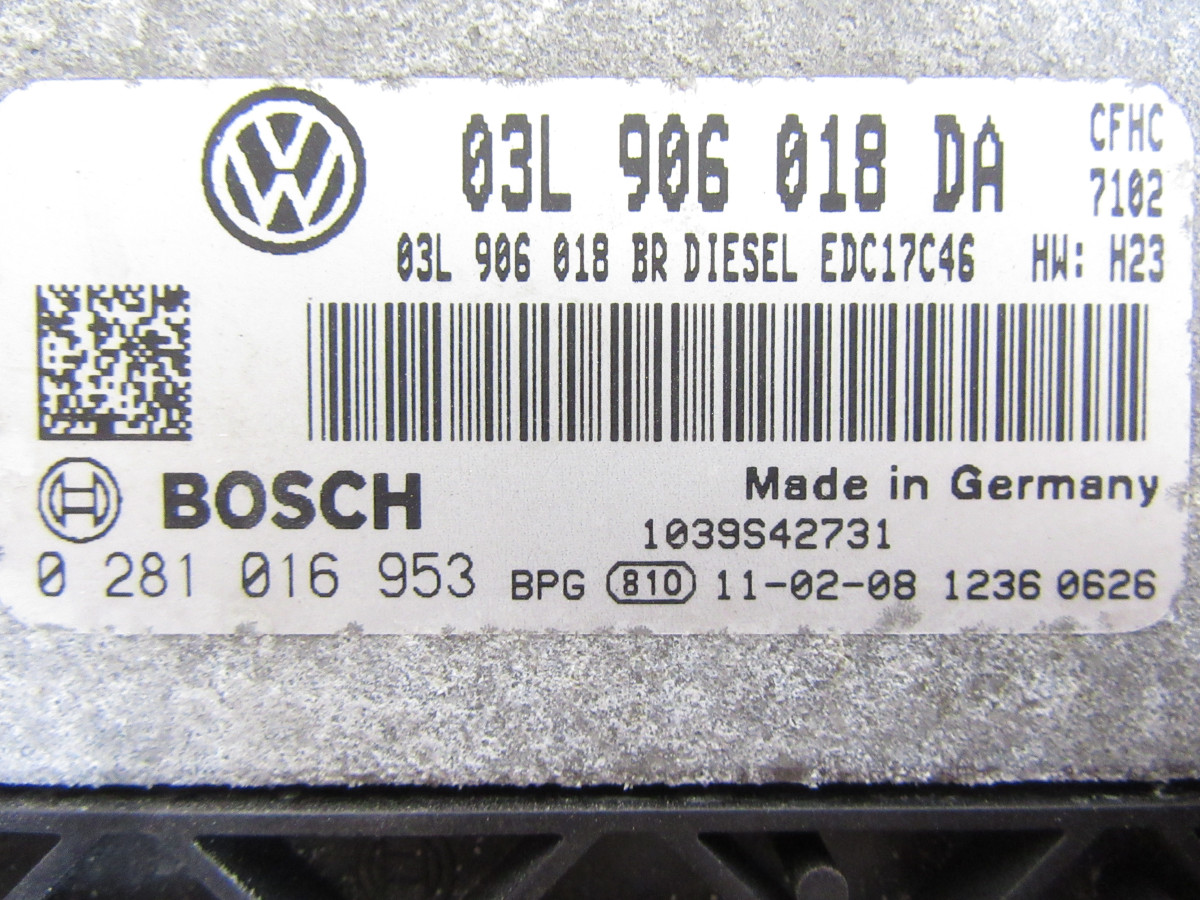 03L 906 018 DA
CFHC
7102
03L 906 018 BR DIESEL EDC17C46 HW: H23
BOSCH
Made in Germany
1039S42731
0 281 016 953
BPG 810 11-02-08 1236 0626